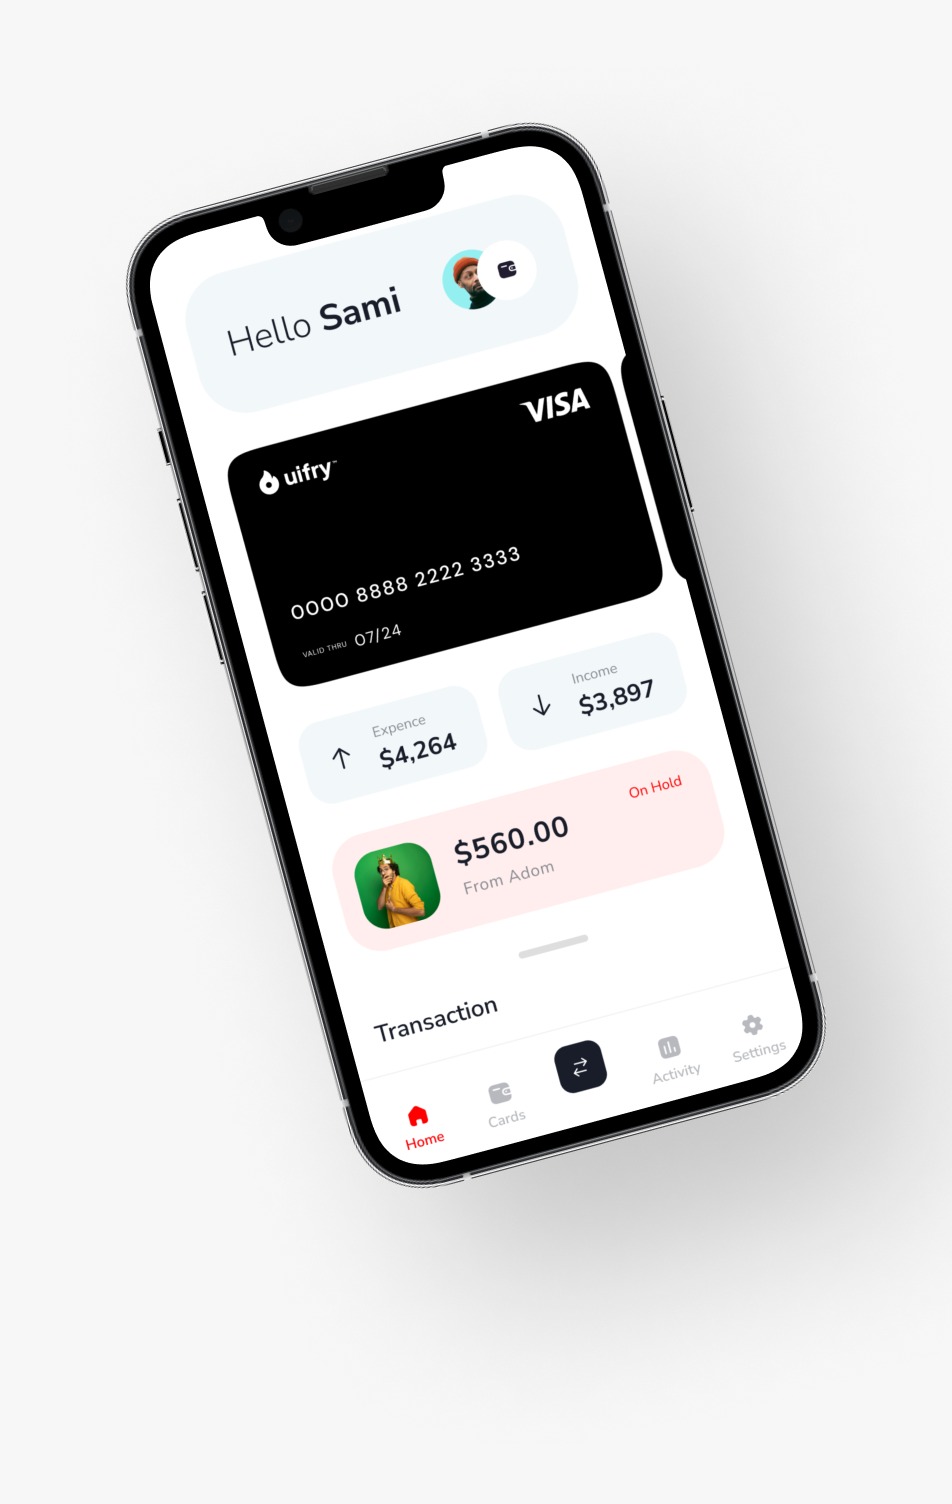 Hello Sami
VISA
uifry™
0000 8888 2222 3333
VALID THRU 07/24
Expence
$4,264
Income
$3,897
On Hold
$560.00
From Adom
Transaction
Home
Cards
Activity
Settings